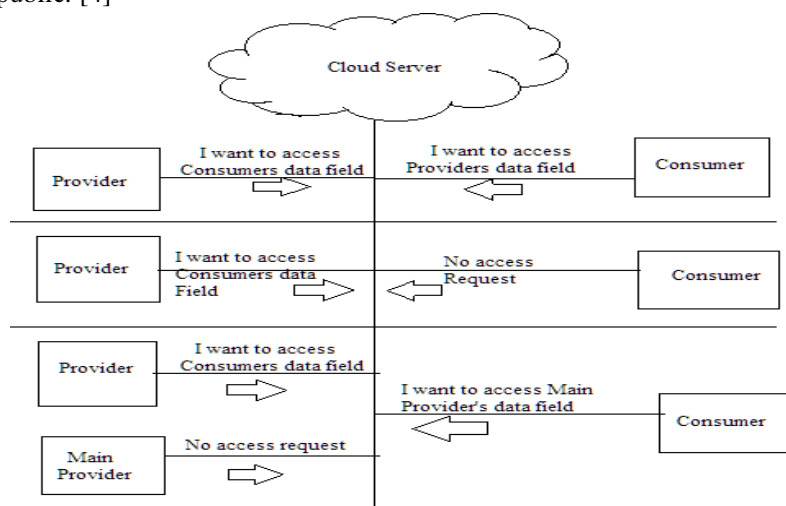 public. [4]
Cloud Server
Provider
I want to access
Consumers data field
I want to access
Providers data field
Consumer
Provider
I want to access
Consumers data
Field
No access
Request
Consumer
Provider
I want to access
Consumers data field
I want to access Main
Provider's data field
Consumer
Main
Provider
No access request